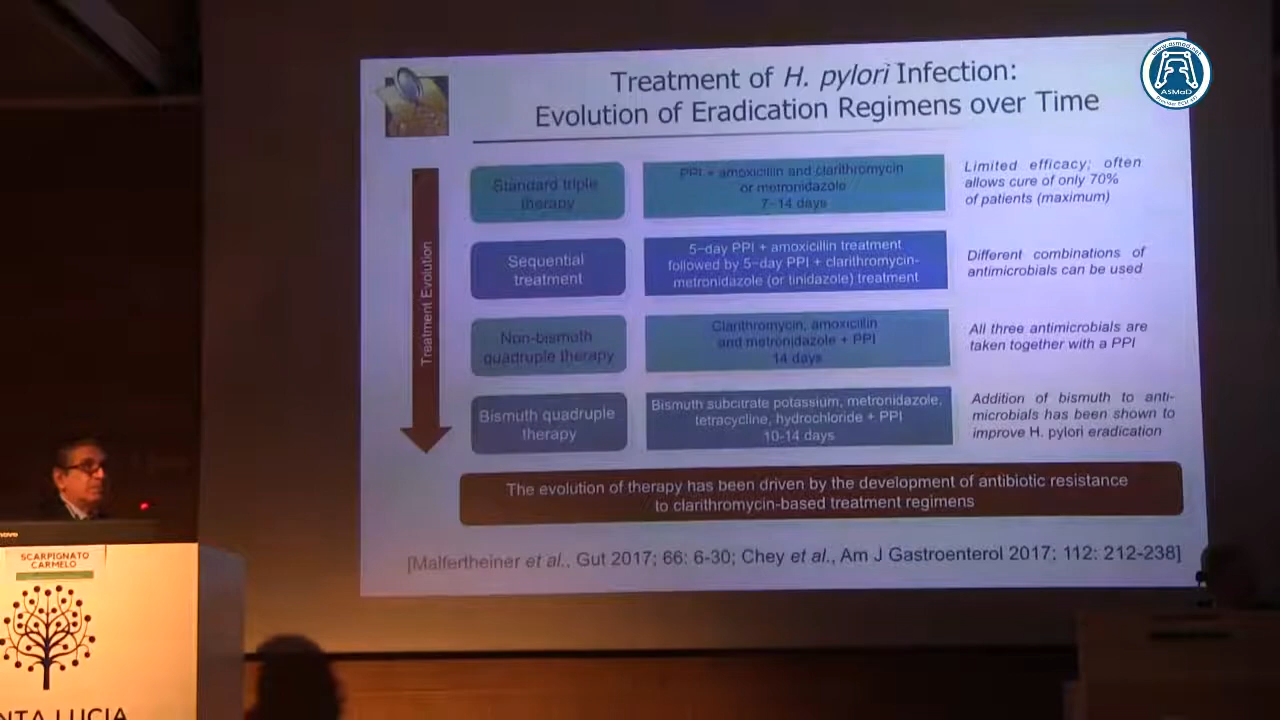 Treatment of H. pylori Infection:
Evolution of Eradication Regimens over Time
Treatment Evolution
Standard triple
therapy
PPI + amoxicillin and clarithromycin
or metronidazole
7-14 days
Limited efficacy; often
allows cure of only 70%
of patients (maximum)
Sequential
treatment
5-day PPI + amoxicillin treatment
followed by 5-day PPI + clarithromycin-
metronidazole (or tinidazole) treatment
Different combinations of
antimicrobials can be used
Non-bismuth
quadruple therapy
Clarithromycin, amoxicillin
and metronidazole + PPI
14 days
All three antimicrobials are
taken together with a PPI
Bismuth quadruple
therapy
Bismuth subcitrate potassium, metronidazole,
tetracycline, hydrochloride + PPI
10-14 days
Addition of bismuth to anti-
microbials has been shown to
improve H. pylori eradication
The evolution of therapy has been driven by the development of antibiotic resistance
to clarithromycin-based treatment regimens
[Malfertheiner et al., Gut 2017; 66: 6-30; Chey et al., Am J Gastroenterol 2017; 112: 212-238]
www.asmad.net
ASMaD
SCARPIGNATO
CARMELO
NTA LUCIA